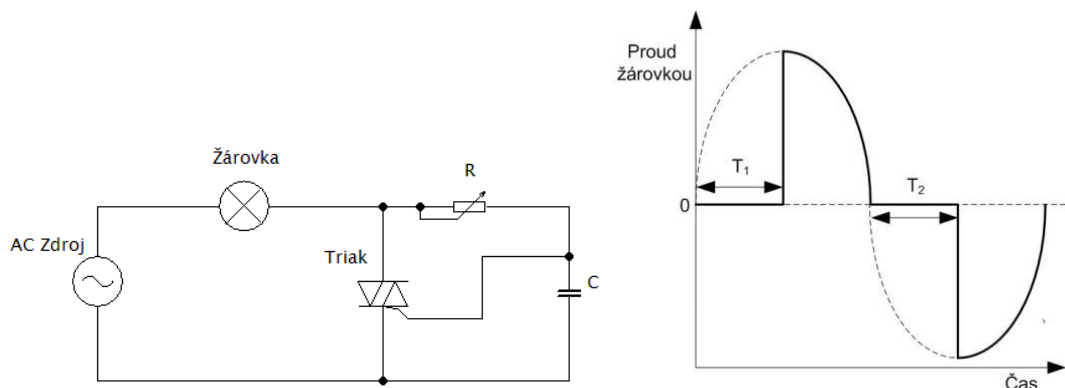 Žárovka
R
AC Zdroj
Triak
C
Proud
žárovkou
T₁
T₂
0
Čas